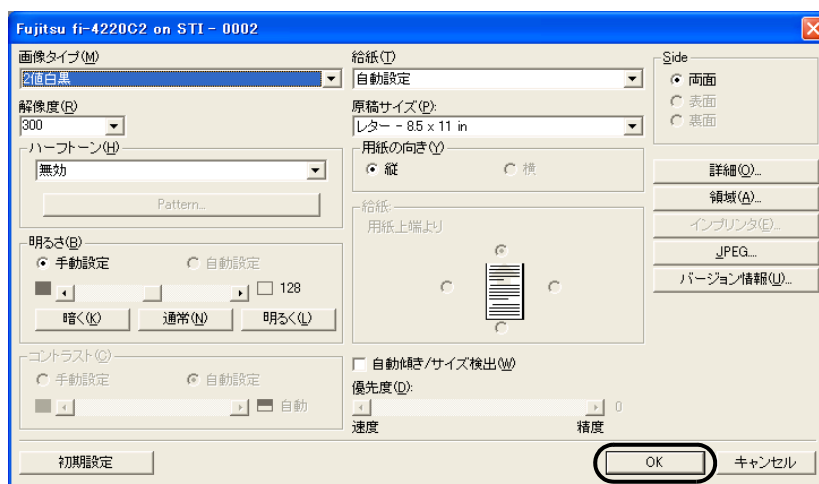 Fujitsu fi-4220C2 on STI - 0002
画像タイプ(M)
2値白黒
解像度(R)
300
ハーフトーン(H)
無効
Pattern...
明るさ(B)
手動設定 自動設定
128
暗く(K) 通常(N) 明るく(L)
コントラスト(C)
手動設定 自動設定
自動
初期設定
給紙(T)
自動設定
原稿サイズ(P):
レター - 8.5 x 11 in
用紙の向き(Y)
縦 横
給紙:
用紙上端より
自動傾き/サイズ検出(W)
優先度(D):
0
速度 精度
Side
両面
表面
裏面
詳細(O)...
領域(A)...
インプリンタ(E)...
JPEG...
バージョン情報(U)...
OK キャンセル